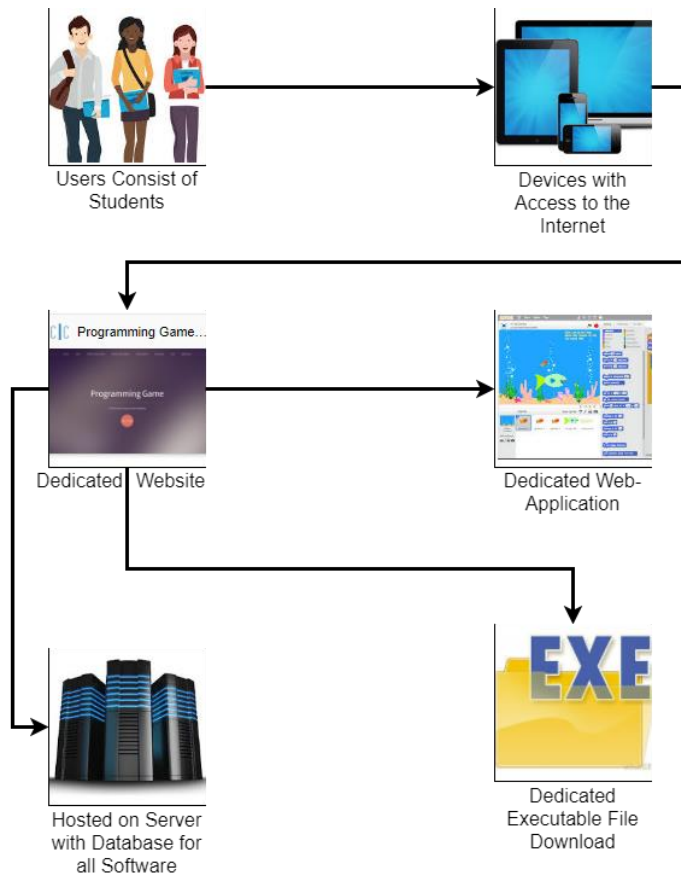 Users Consist of
Students
Devices with
Access to the
Internet
C|C Programming Game...
Programming Game
Dedicated Website
Dedicated Web-
Application
EXE
Hosted on Server
with Database for
all Software
Dedicated
Executable File
Download